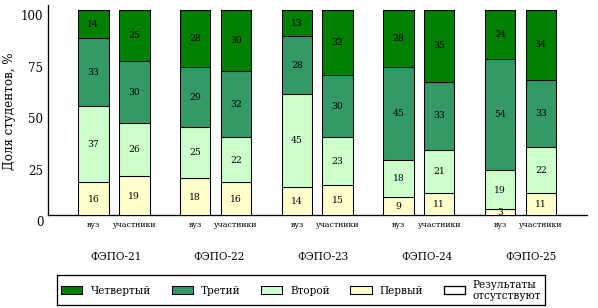 Доля студентов, %
100
75
50
25
0
14 25 28 30 13 32 28 35 24 34
33 30 29 32 28 30 45 33 54 33
37 26 25 22 45 23 18 21 19 22
16 19 18 16 14 15 9 11 3 11
вуз участники вуз участники вуз участники вуз участники вуз участники
ФЭПО-21 ФЭПО-22 ФЭПО-23 ФЭПО-24 ФЭПО-25
Четвертый Третий Второй Первый Результаты
отсутствуют